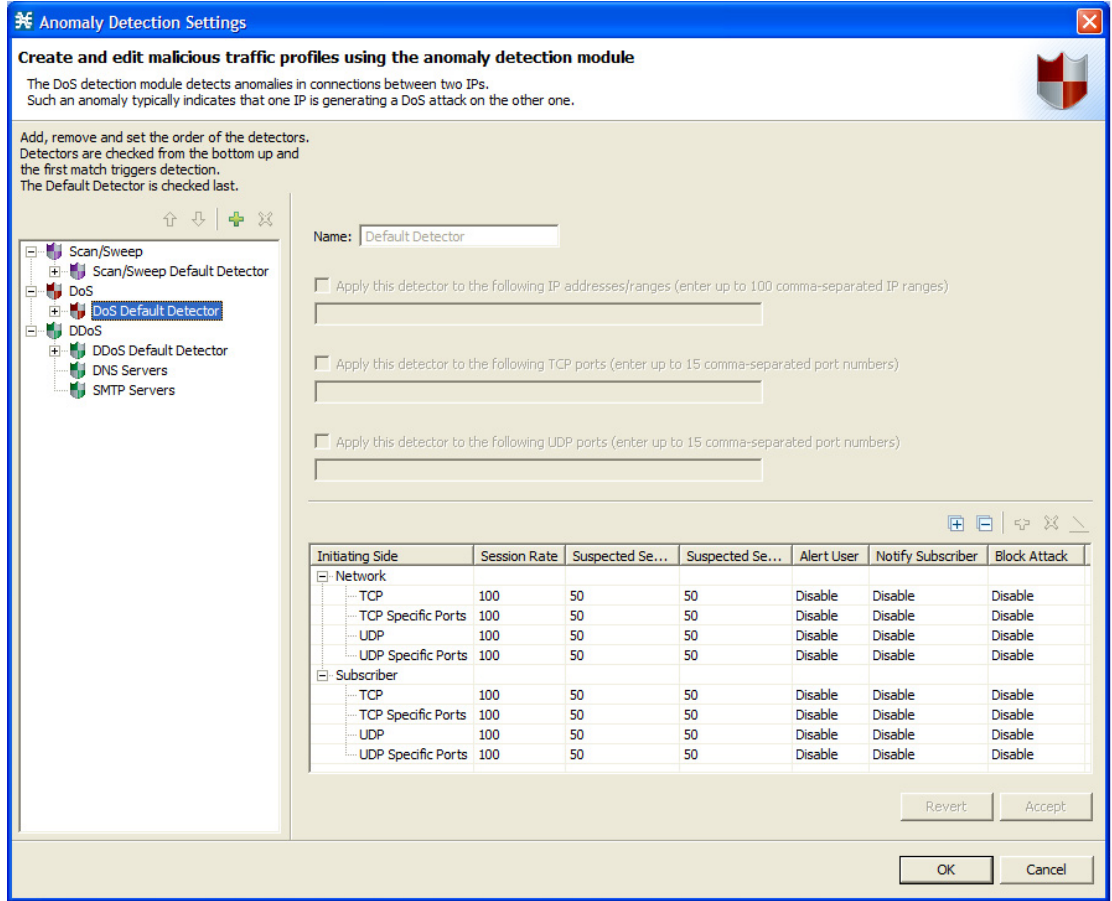 Anomaly Detection Settings
Create and edit malicious traffic profiles using the anomaly detection module
The DoS detection module detects anomalies in connections between two IPs.
Such an anomaly typically indicates that one IP is generating a DoS attack on the other one.
Add, remove and set the order of the detectors.
Detectors are checked from the bottom up and
the first match triggers detection.
The Default Detector is checked last.
Scan/Sweep
Scan/Sweep Default Detector
DoS
DoS Default Detector
DDoS
DDoS Default Detector
DNS Servers
SMTP Servers
Name: Default Detector
Apply this detector to the following IP addresses/ranges (enter up to 100 comma-separated IP ranges)
Apply this detector to the following TCP ports (enter up to 15 comma-separated port numbers)
Apply this detector to the following UDP ports (enter up to 15 comma-separated port numbers)
Initiating Side Session Rate Suspected Se... Suspected Se... Alert User Notify Subscriber Block Attack
Network
TCP 100 50 50 Disable Disable Disable
TCP Specific Ports 100 50 50 Disable Disable Disable
UDP 100 50 50 Disable Disable Disable
UDP Specific Ports 100 50 50 Disable Disable Disable
Subscriber
TCP 100 50 50 Disable Disable Disable
TCP Specific Ports 100 50 50 Disable Disable Disable
UDP 100 50 50 Disable Disable Disable
UDP Specific Ports 100 50 50 Disable Disable Disable
Revert Accept
OK Cancel